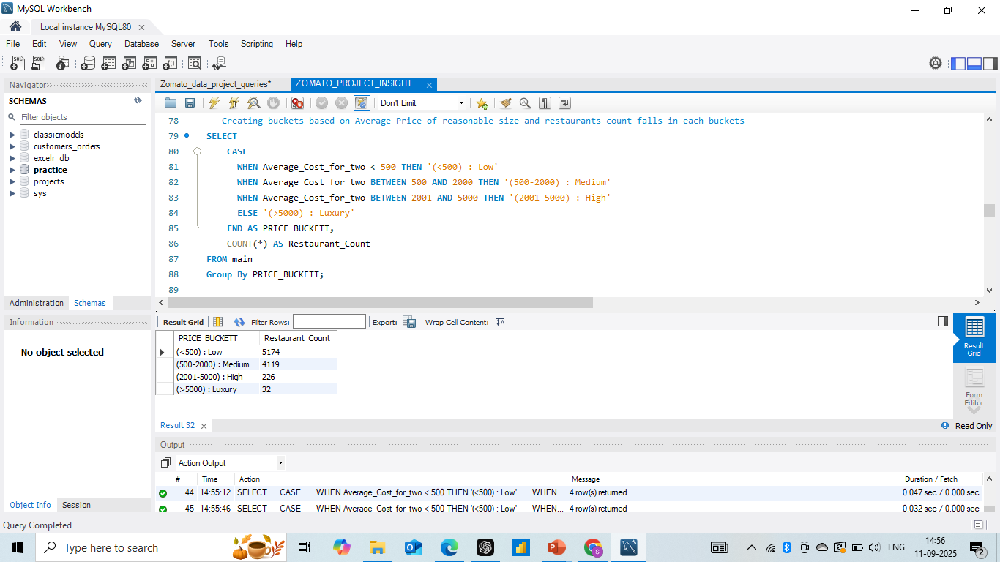 MySQL Workbench
Local instance MySQL80
File Edit View Query Database Server Tools Scripting Help
Navigator
SCHEMAS
Filter objects
classicmodels
customers_orders
excelr_db
practice
projects
sys
Administration Schemas
Information
No object selected
Object Info Session
Query Completed
Zomato_data_project_queries* ZOMATO_PROJECT_INSIGHT...
Don't Limit
78 -- Creating buckets based on Average Price of reasonable size and restaurants count falls in each buckets
79 SELECT
80 CASE
81 WHEN Average_Cost_for_two < 500 THEN '(<500) : Low'
82 WHEN Average_Cost_for_two BETWEEN 500 AND 2000 THEN '(500-2000) : Medium'
83 WHEN Average_Cost_for_two BETWEEN 2001 AND 5000 THEN '(2001-5000) : High'
84 ELSE '(>5000) : Luxury'
85 END AS PRICE_BUCKETT,
86 COUNT(*) AS Restaurant_Count
87 FROM main
88 Group By PRICE_BUCKETT;
89
Result Grid Filter Rows: Export: Wrap Cell Content:
PRICE_BUCKETT Restaurant_Count
(<500) : Low 5174
(500-2000) : Medium 4119
(2001-5000) : High 226
(>5000) : Luxury 32
Result Grid
Form Editor
Result 32
Read Only
Output
Action Output
# Time Action Message Duration / Fetch
44 14:55:12 SELECT CASE WHEN Average_Cost_for_two < 500 THEN '(<500) : Low' WHEN... 4 row(s) returned 0.047 sec / 0.000 sec
45 14:55:46 SELECT CASE WHEN Average_Cost_for_two < 500 THEN '(<500) : Low' WHEN... 4 row(s) returned 0.032 sec / 0.000 sec
Type here to search
ENG
14:56
11-09-2025
2